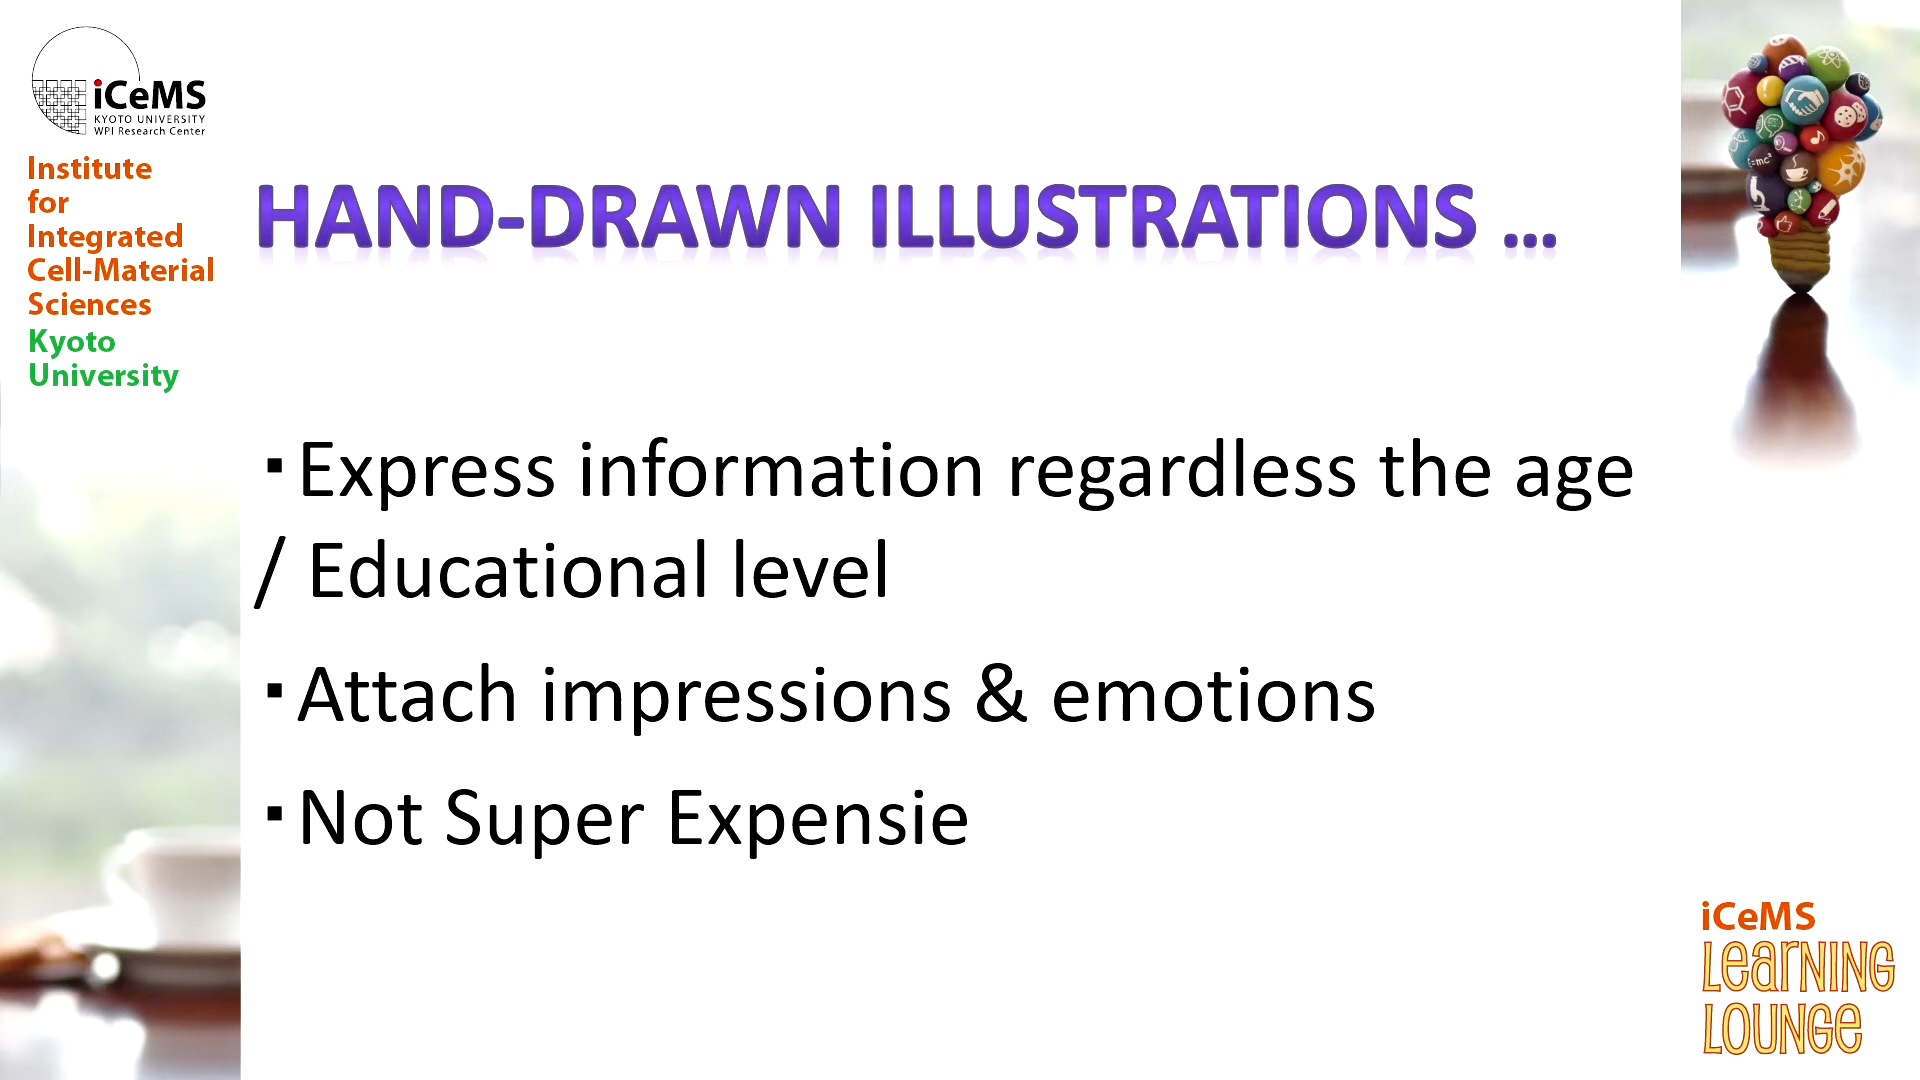 iCeMS
KYOTO UNIVERSITY
WPI Research Center
Institute
for
Integrated
Cell-Material
Sciences
Kyoto
University
HAND-DRAWN ILLUSTRATIONS …
・Express information regardless the age
/ Educational level
・Attach impressions & emotions
・Not Super Expensie
=mc²
iCeMS
LeaRNING
LOUNGe